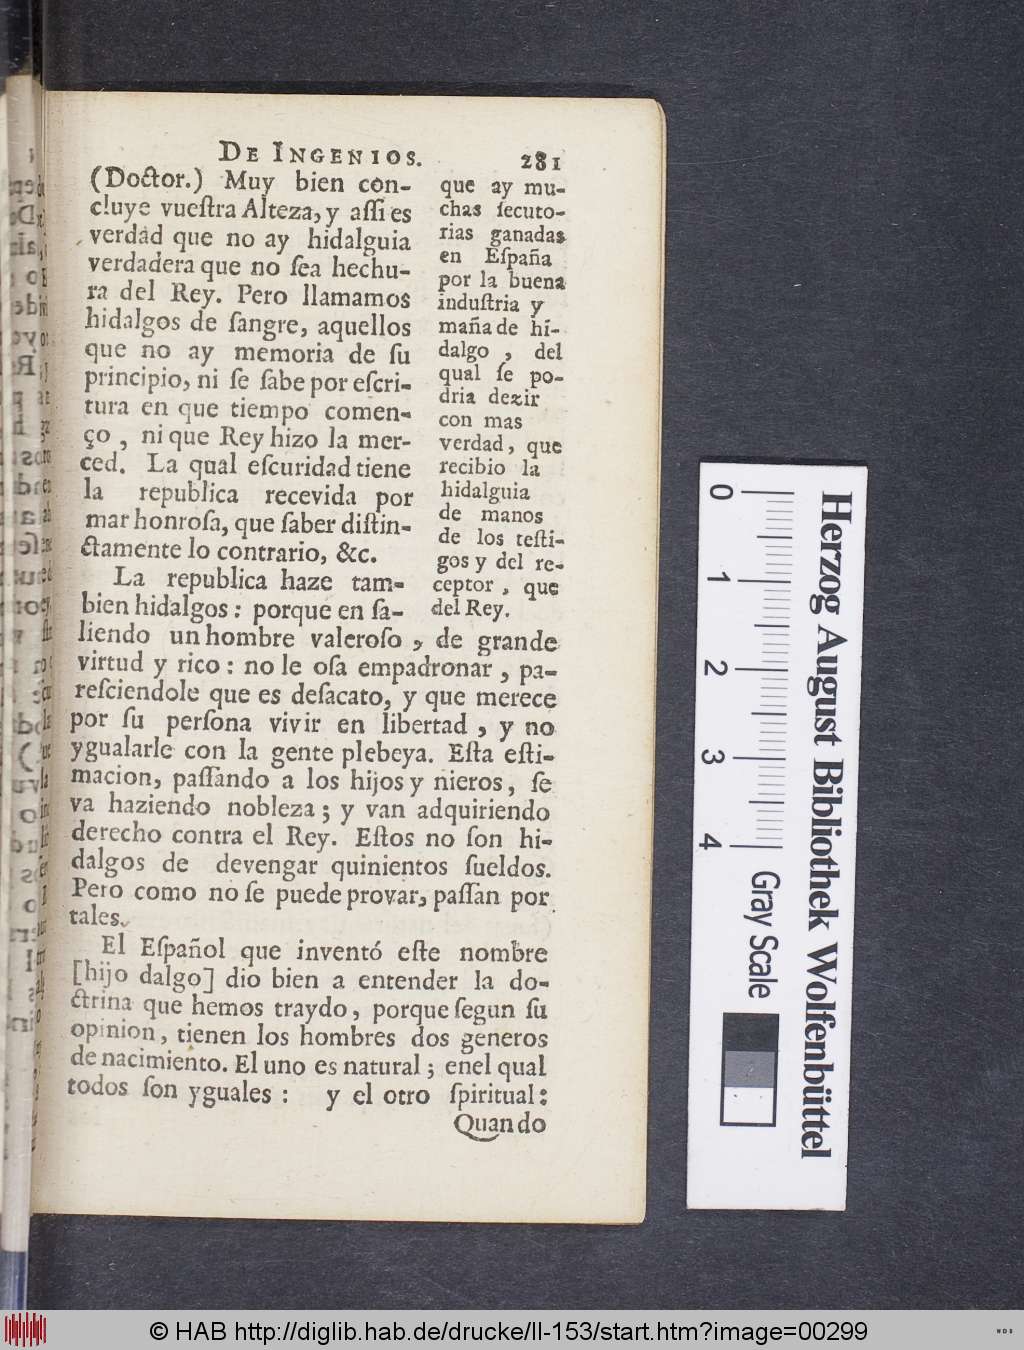 DE INGENIOS. 281
(Doctor.) Muy bien con-
cluye vueſtra Alteza, y aſſi es
verdad que no ay hidalguia
verdadera que no ſea hechu-
ra del Rey. Pero llamamos
hidalgos de ſangre, aquellos
que no ay memoria de ſu
principio, ni ſe ſabe por eſcri-
tura en que tiempo comen-
ço, ni que Rey hizo la mer-
ced. La qual eſcuridad tiene
la republica recevida por
mar honroſa, que ſaber diſtin-
ctamente lo contrario, &c.
La republica haze tam-
bien hidalgos: porque en ſa-
que ay mu-
chas ſecuto-
rias ganadas
en Eſpaña
por la buena
induſtria y
maña de hi-
dalgo, del
qual ſe po-
dria dezir
con mas
verdad, que
recibio la
hidalguia
de manos
de los teſti-
gos y del re-
ceptor, que
del Rey.
liendo un hombre valeroſo, de grande
virtud y rico: no le oſa empadronar, pa-
reſciendole que es deſacato, y que merece
por ſu perſona vivir en libertad, y no
ygualarle con la gente plebeya. Eſta eſti-
macion, paſſando a los hijos y nieros, ſe
va haziendo nobleza; y van adquiriendo
derecho contra el Rey. Eſtos no ſon hi-
dalgos de devengar quinientos ſueldos.
Pero como no ſe puede provar, paſſan por
tales.
El Eſpañol que inventó eſte nombre
[hijo dalgo] dio bien a entender la do-
ctrina que hemos traydo, porque ſegun ſu
opinion, tienen los hombres dos generos
de nacimiento. El uno es natural; enel qual
todos ſon yguales: y el otro ſpiritual:
Quando
0 1 2 3 4 Gray Scale
Herzog August Bibliothek Wolfenbüttel
© HAB http://diglib.hab.de/drucke/ll-153/start.htm?image=00299